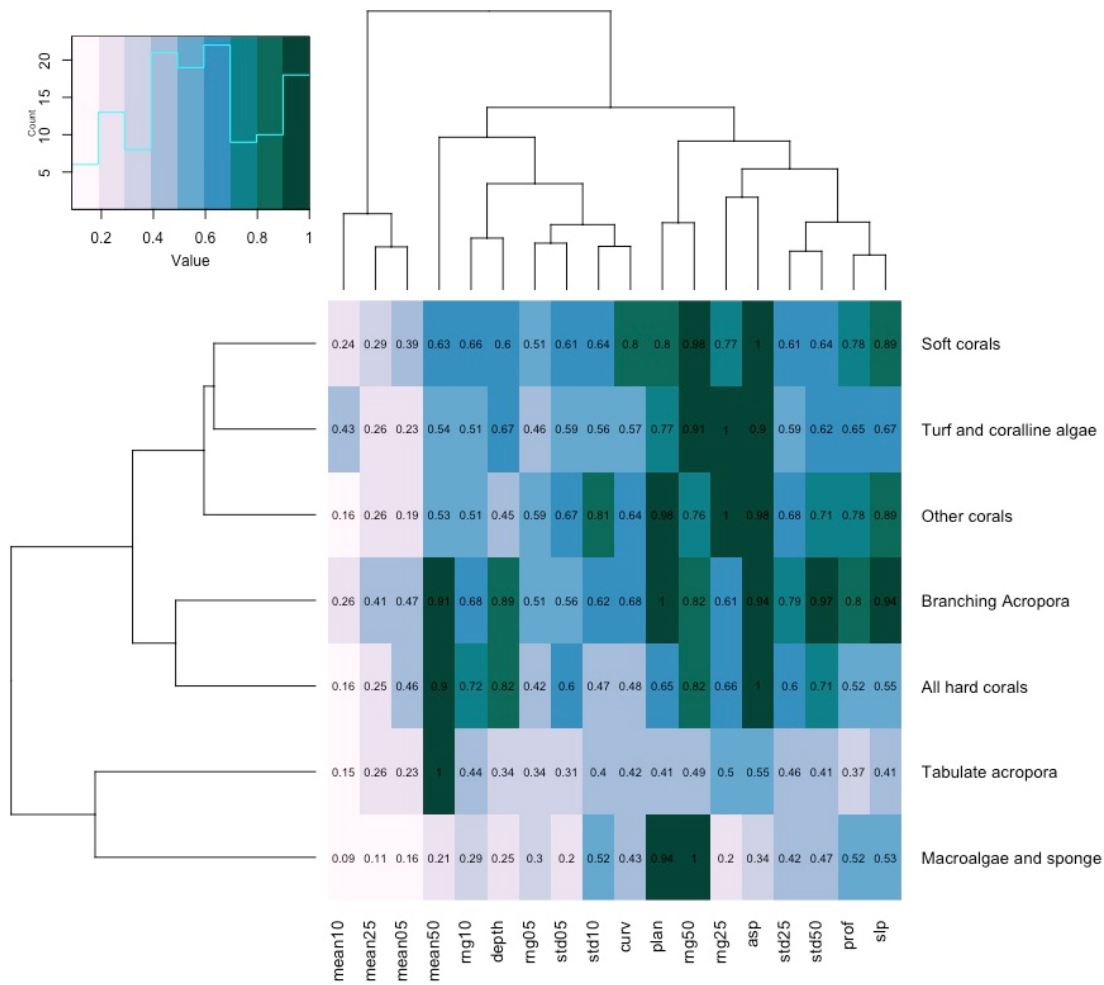 20
15
10
5
Count
0.2 0.4 0.6 0.8 1
Value
0.24 0.29 0.39 0.63 0.66 0.6 0.51 0.61 0.64 0.8 0.8 0.98 0.77 1 0.61 0.64 0.78 0.89 Soft corals
0.43 0.26 0.23 0.54 0.51 0.67 0.46 0.59 0.56 0.57 0.77 0.91 1 0.9 0.59 0.62 0.65 0.67 Turf and coralline algae
0.16 0.26 0.19 0.53 0.51 0.45 0.59 0.67 0.81 0.64 0.98 0.76 1 0.98 0.68 0.71 0.78 0.89 Other corals
0.26 0.41 0.47 0.91 0.68 0.89 0.51 0.56 0.62 0.68 1 0.82 0.61 0.94 0.79 0.97 0.8 0.94 Branching Acropora
0.16 0.25 0.46 0.9 0.72 0.82 0.42 0.6 0.47 0.48 0.65 0.82 0.66 1 0.6 0.71 0.52 0.55 All hard corals
0.15 0.26 0.23 1 0.44 0.34 0.34 0.31 0.4 0.42 0.41 0.49 0.5 0.55 0.46 0.41 0.37 0.41 Tabulate acropora
0.09 0.11 0.16 0.21 0.29 0.25 0.3 0.2 0.52 0.43 0.94 1 0.2 0.34 0.42 0.47 0.52 0.53 Macroalgae and sponge
mean10 mean25 mean05 mean50 rng10 depth rng05 std05 std10 curv plan rng50 rng25 asp std25 std50 prof slp